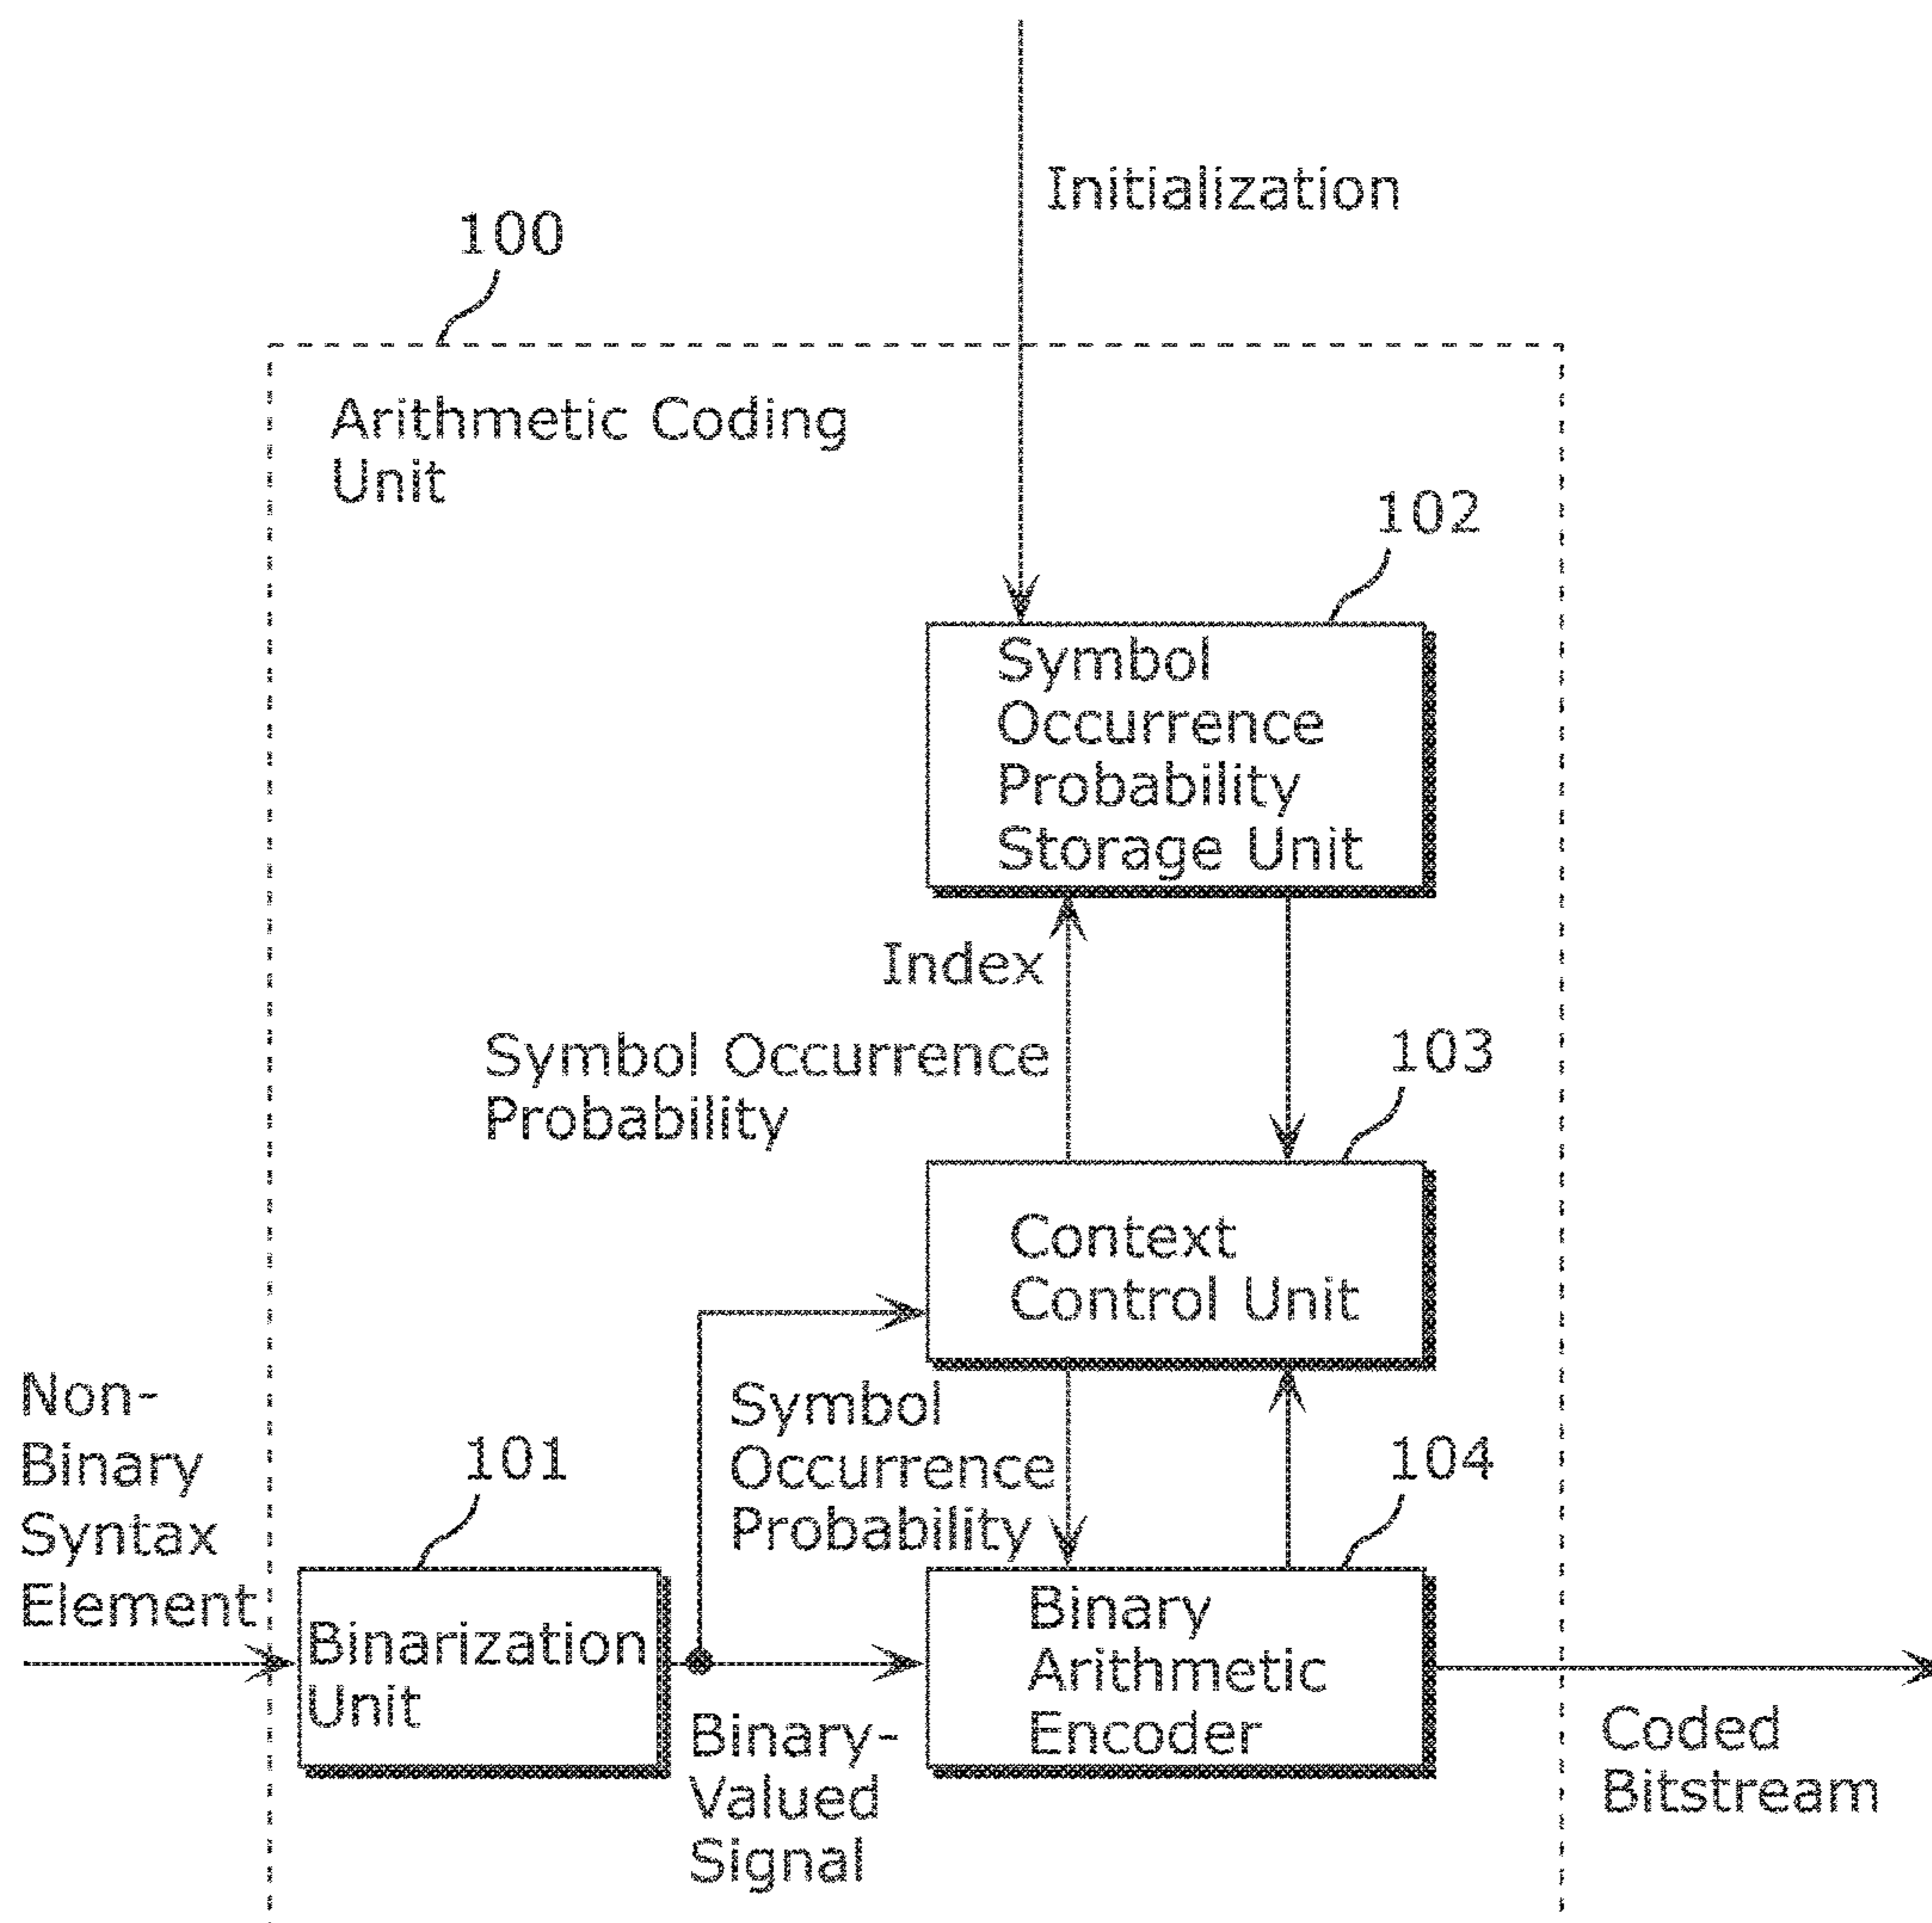 Initialization
100
Arithmetic Coding
Unit
102
Symbol
Occurrence
Probability
Storage Unit
Index
Symbol Occurrence
Probability
103
Context
Control Unit
Non-
Binary
Syntax
Element
101
Symbol
Occurrence
Probability
104
Binarization
Unit
Binary
Arithmetic
Encoder
Binary-
Valued
Signal
Coded
Bitstream